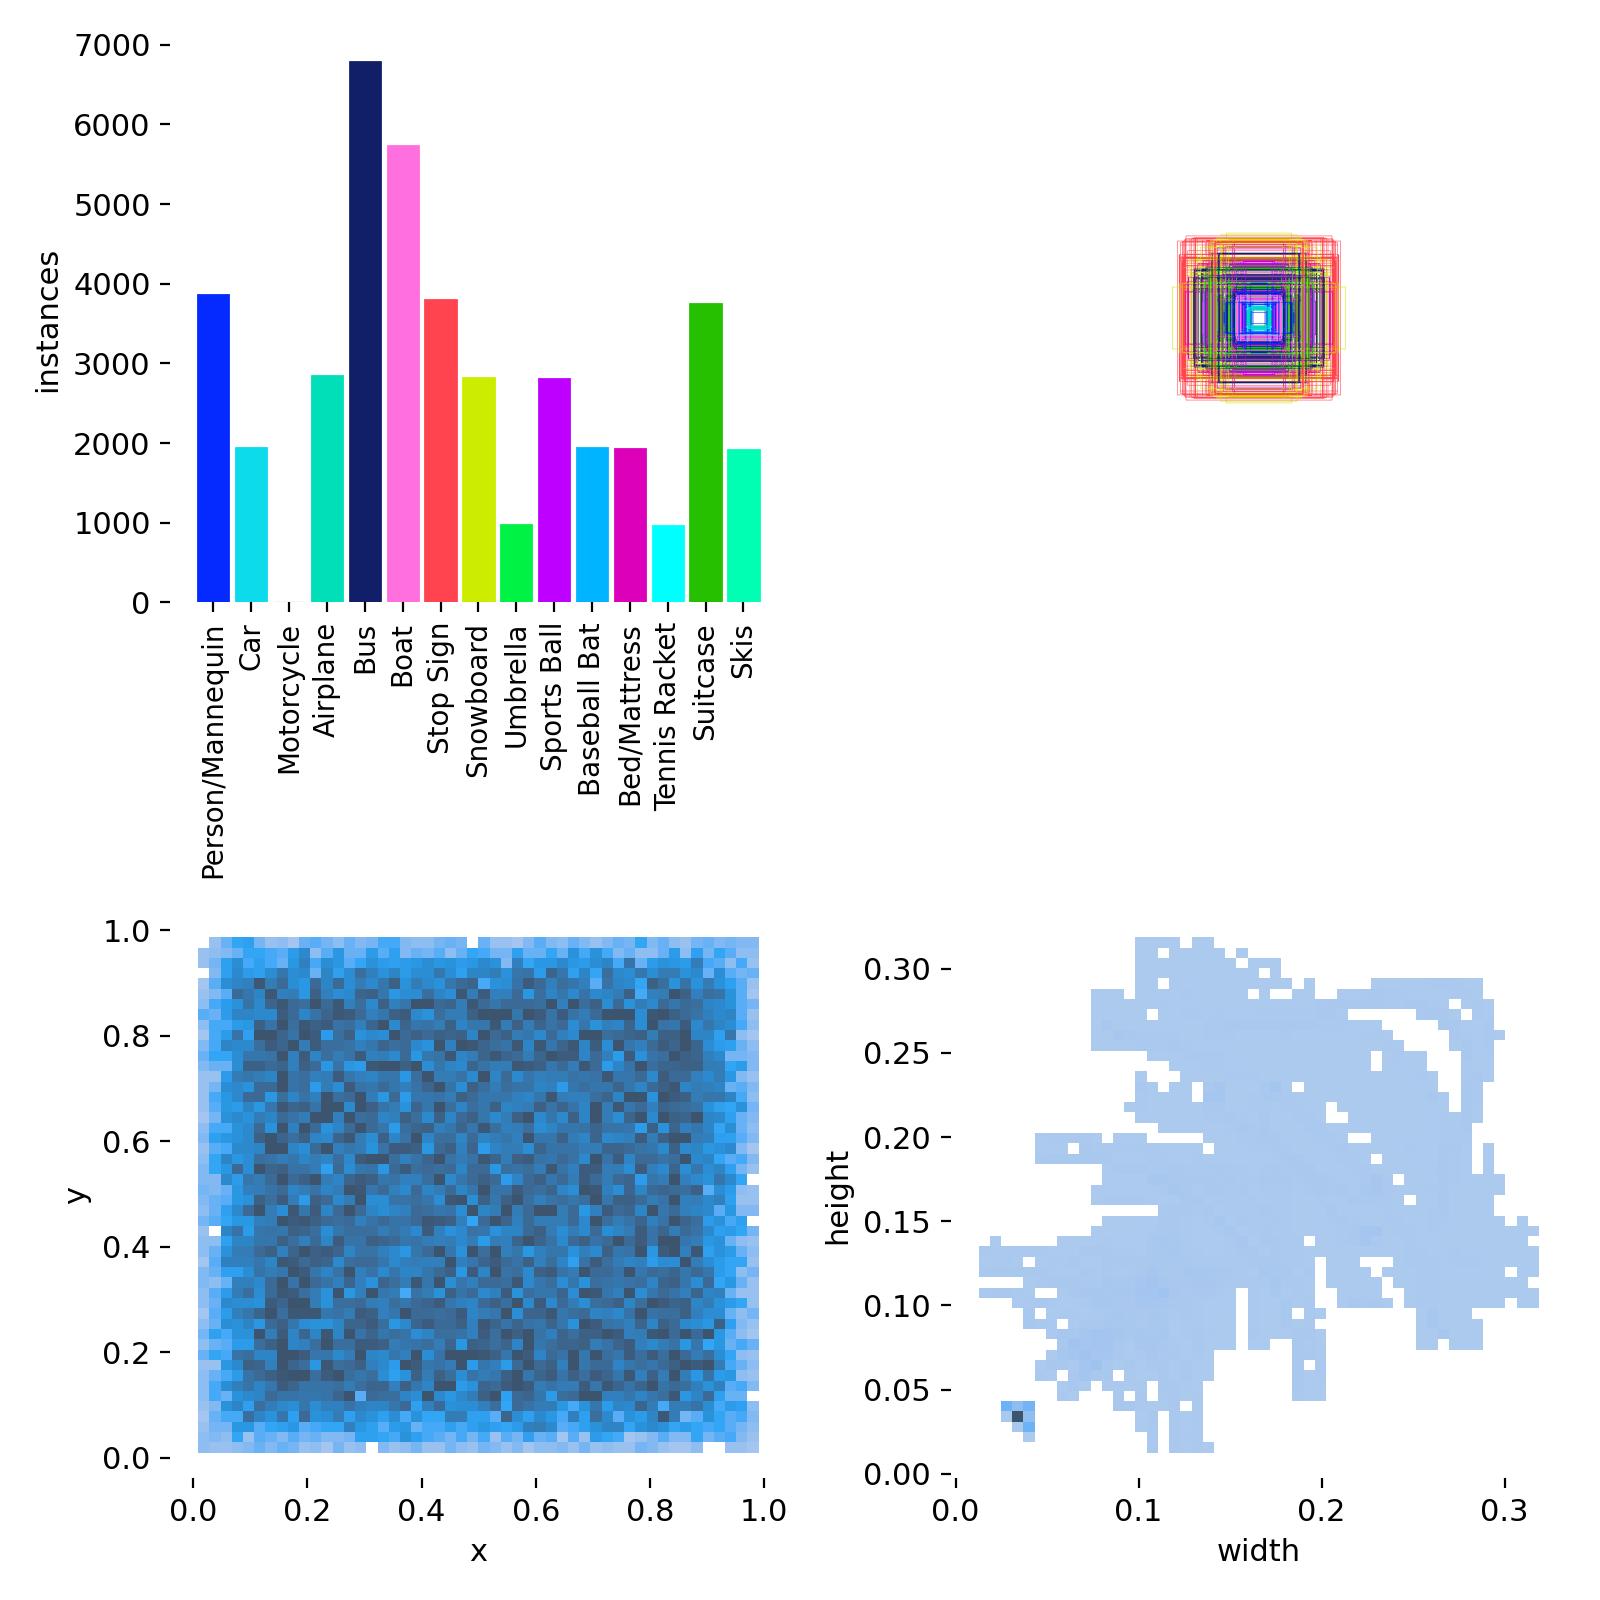 7000
6000
5000
4000
3000
2000
1000
0
instances
Person/Mannequin
Car
Motorcycle
Airplane
Bus
Boat
Stop Sign
Snowboard
Umbrella
Sports Ball
Baseball Bat
Bed/Mattress
Tennis Racket
Suitcase
Skis
1.0
0.8
0.6
0.4
0.2
0.0
y
0.0 0.2 0.4 0.6 0.8 1.0
x
0.30
0.25
0.20
0.15
0.10
0.05
0.00
height
0.0 0.1 0.2 0.3
width